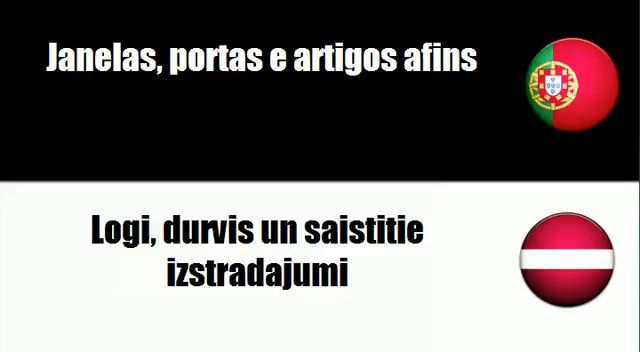 Janelas, portas e artigos afins
Logi, durvis un saistitie
izstradajumi